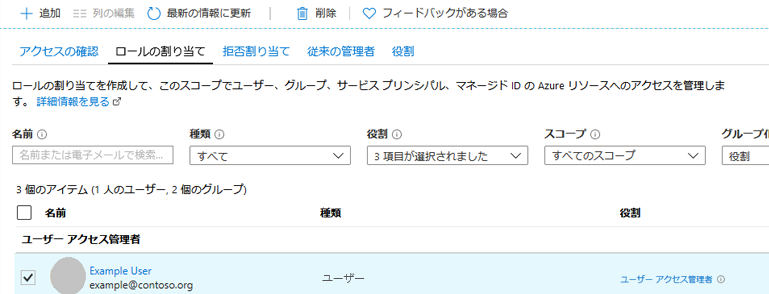 追加 列の編集 最新の情報に更新 削除 フィードバックがある場合
アクセスの確認 ロールの割り当て 拒否割り当て 従来の管理者 役割
ロールの割り当てを作成して、このスコープでユーザー、グループ、サービス プリンシパル、マネージド ID の Azure リソースへのアクセスを管理しま
す。 詳細情報を見る
名前 種類 役割 スコープ グループ化
名前または電子メールで検索... すべて 3 項目が選択されました すべてのスコープ 役割
3 個のアイテム (1 人のユーザー, 2 個のグループ)
名前 種類 役割
ユーザー アクセス管理者
Example User
example@contoso.org ユーザー ユーザー アクセス管理者